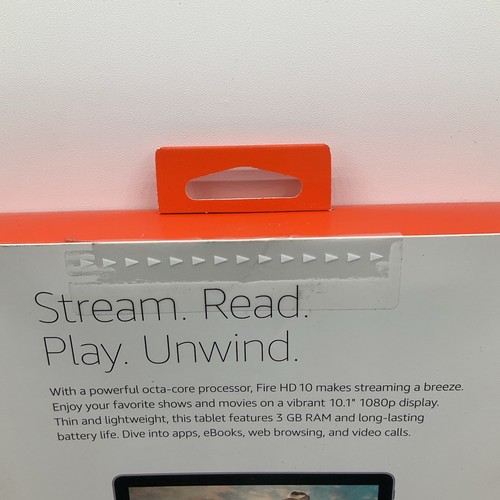 Stream. Read.
Play. Unwind.
With a powerful octa-core processor, Fire HD 10 makes streaming a breeze.
Enjoy your favorite shows and movies on a vibrant 10.1" 1080p display.
Thin and lightweight, this tablet features 3 GB RAM and long-lasting
battery life. Dive into apps, eBooks, web browsing, and video calls.